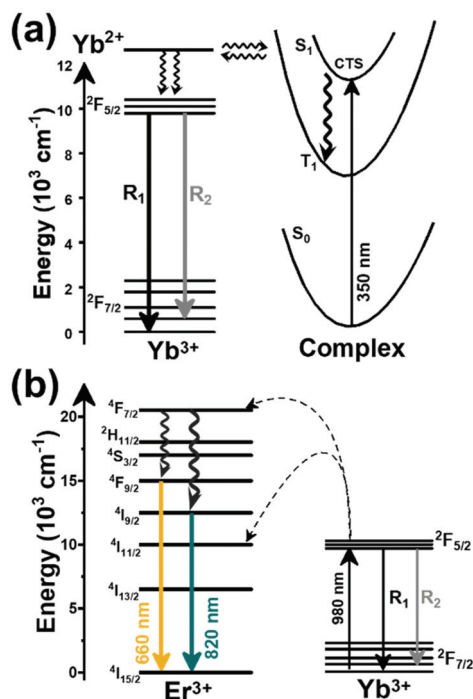 (a)
Yb²⁺
12
10
8
6
4
2
0
Energy (10³ cm⁻¹)
²F₅/₂
²F₇/₂
R₁
R₂
Yb³⁺
S₁
CTS
T₁
S₀
350 nm
Complex
(b)
20
15
10
5
0
Energy (10³ cm⁻¹)
⁴F₇/₂
²H₁₁/₂
⁴S₃/₂
⁴F₉/₂
⁴I₉/₂
⁴I₁₁/₂
⁴I₁₃/₂
⁴I₁₅/₂
660 nm
820 nm
Er³⁺
980 nm
R₁
R₂
²F₅/₂
²F₇/₂
Yb³⁺